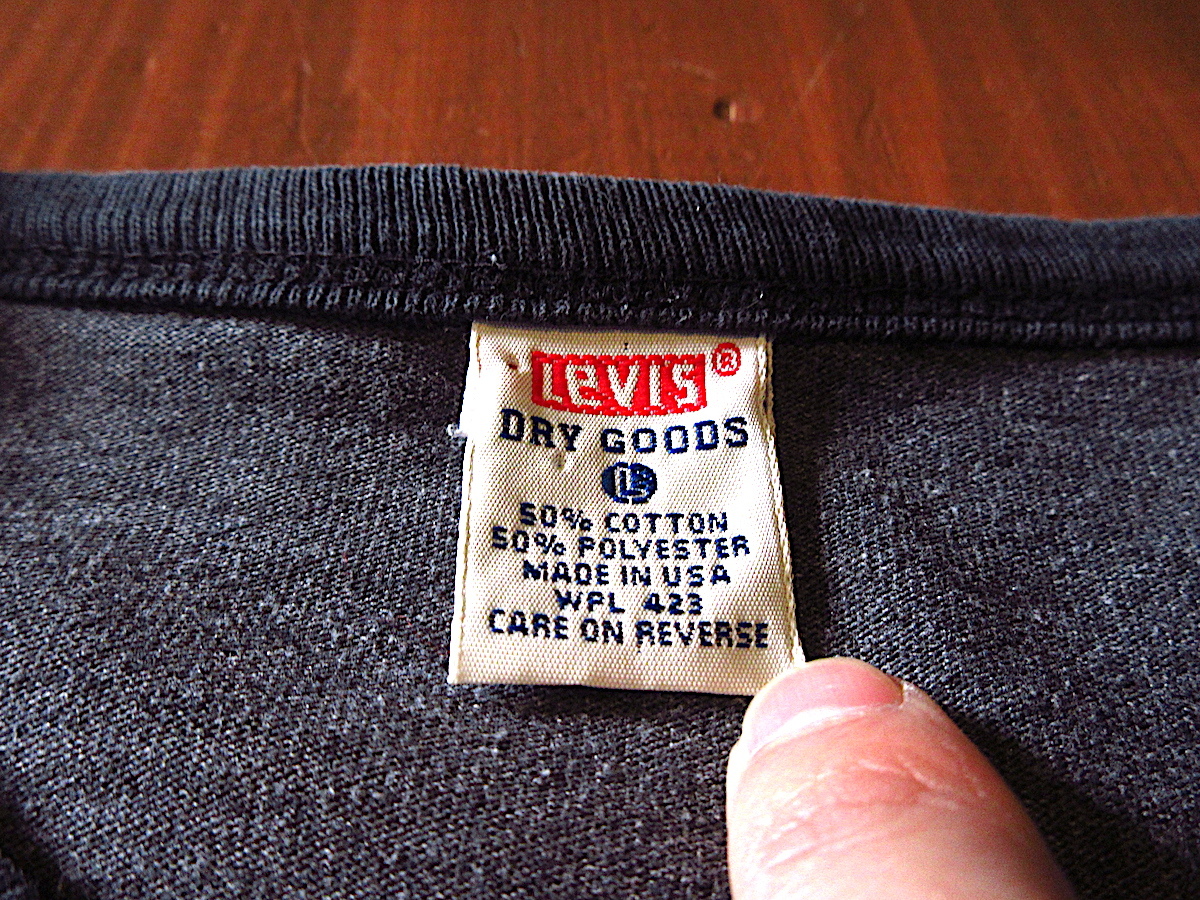 LEVI'S ®
DRY GOODS
L
50% COTTON
50% POLYESTER
MADE IN USA
WPL 423
CARE ON REVERSE